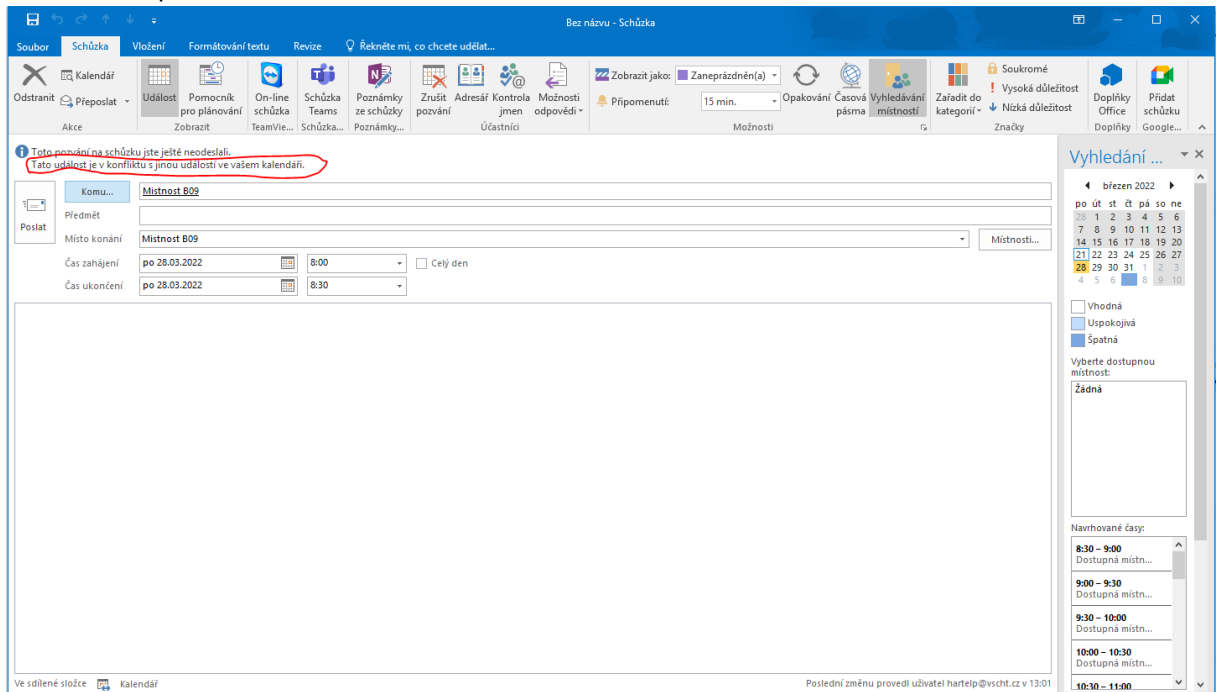 Bez názvu - Schůzka
Soubor Schůzka Vložení Formátování textu Revize Řekněte mi, co chcete udělat...
Odstranit
Kalendář
Přeposlat
Akce
Událost
Pomocník pro plánování
Zobrazit
On-line schůzka
TeamVie...
Schůzka Teams
Schůzka...
Poznámky ze schůzky
Poznámky...
Zrušit pozvání
Adresář
Kontrola jmen
Možnosti odpovědi
Účastníci
Zobrazit jako: Zaneprázdněn(a)
Připomenutí: 15 min.
Opakování
Časová pásma
Vyhledávání místností
Možnosti
Zařadit do kategorií
Soukromé
Vysoká důležitost
Nízká důležitost
Značky
Doplňky Office
Doplňky
Přidat schůzku
Google...
Toto pozvání na schůzku jste ještě neodeslali.
Tato událost je v konfliktu s jinou událostí ve vašem kalendáři.
Poslat
Komu... Mistnost B09
Předmět
Místo konání Mistnost B09 Místnosti...
Čas zahájení po 28.03.2022 8:00 Celý den
Čas ukončení po 28.03.2022 8:30
Vyhledání ...
březen 2022
po út st čt pá so ne
28 1 2 3 4 5 6
7 8 9 10 11 12 13
14 15 16 17 18 19 20
21 22 23 24 25 26 27
28 29 30 31 1 2 3
4 5 6 8 9 10
Vhodná
Uspokojivá
Špatná
Vyberte dostupnou
místnost:
Žádná
Navrhované časy:
8:30 – 9:00
Dostupná místn...
9:00 – 9:30
Dostupná místn...
9:30 – 10:00
Dostupná místn...
10:00 – 10:30
Dostupná místn...
10:30 – 11:00
Ve sdílené složce Kalendář
Poslední změnu provedl uživatel hartelp@vscht.cz v 13:01